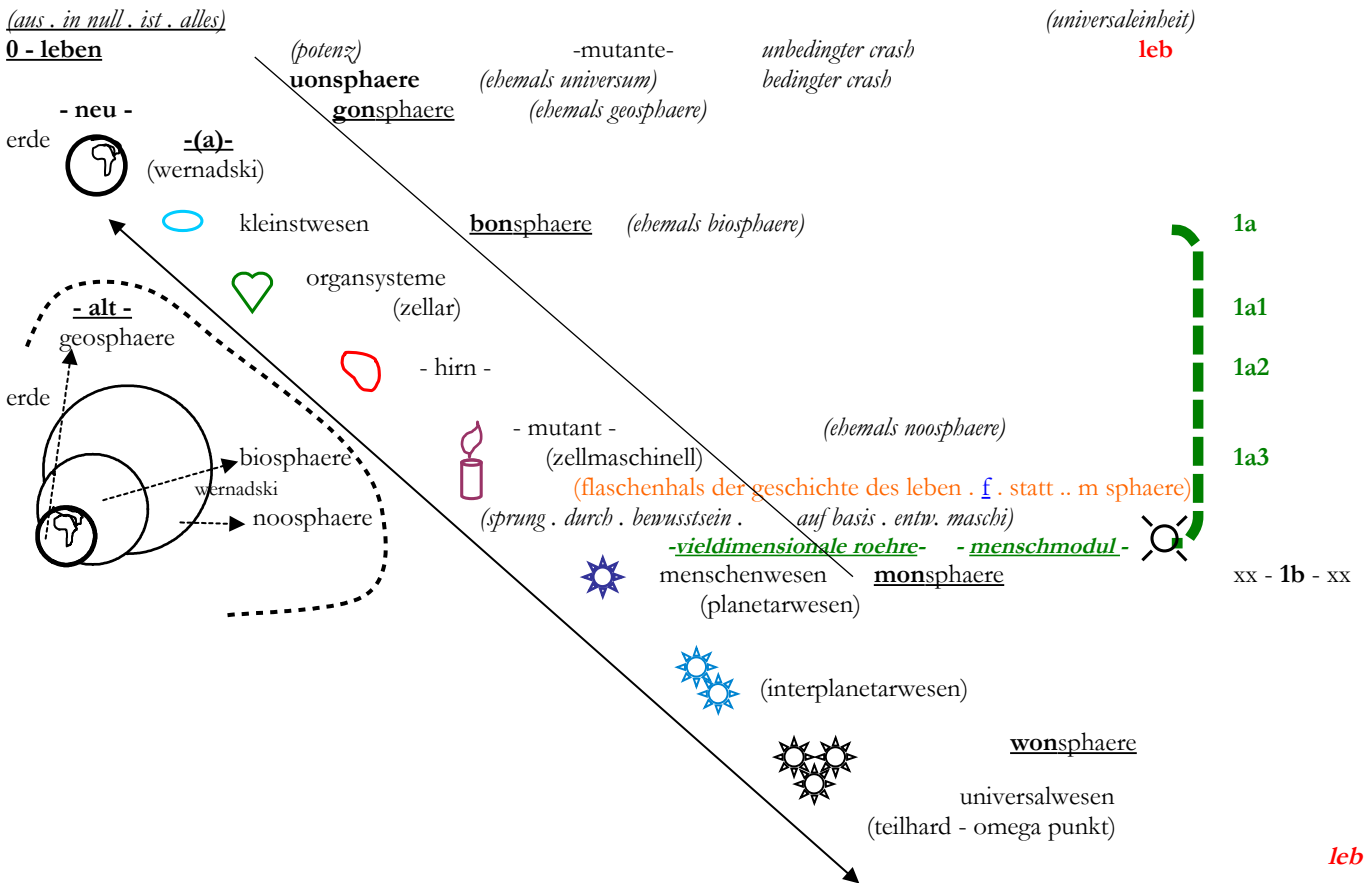 (aus . in null . ist . alles) (universaleinheit)
0 - leben (potenz) -mutante- unbedingter crash leb
uonsphaere (ehemals universum) bedingter crash
- neu - gonsphaere (ehemals geosphaere)
erde -(a)-
(wernadski)
kleinstwesen bonsphaere (ehemals biosphaere) 1a
organsysteme
(zellar) 1a1
- alt -
geosphaere
- hirn - 1a2
erde
- mutant - (ehemals noosphaere)
biosphaere (zellmaschinell) 1a3
wernadski (flaschenhals der geschichte des leben . f . statt .. m sphaere)
noosphaere (sprung . durch . bewusstsein . auf basis . entw. maschi)
-vieldimensionale roehre- - menschmodul -
menschenwesen monsphaere xx - 1b - xx
(planetarwesen)
(interplanetarwesen)
wonsphaere
universalwesen
(teilhard - omega punkt)
leb